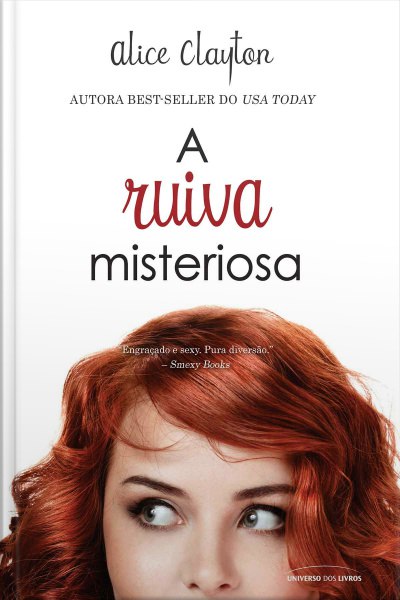 alice clayton
AUTORA BEST-SELLER DO USA TODAY
A
ruiva
misteriosa
“Engraçado e sexy. Pura diversão.”
– Smexy Books
UNIVERSO DOS LIVROS